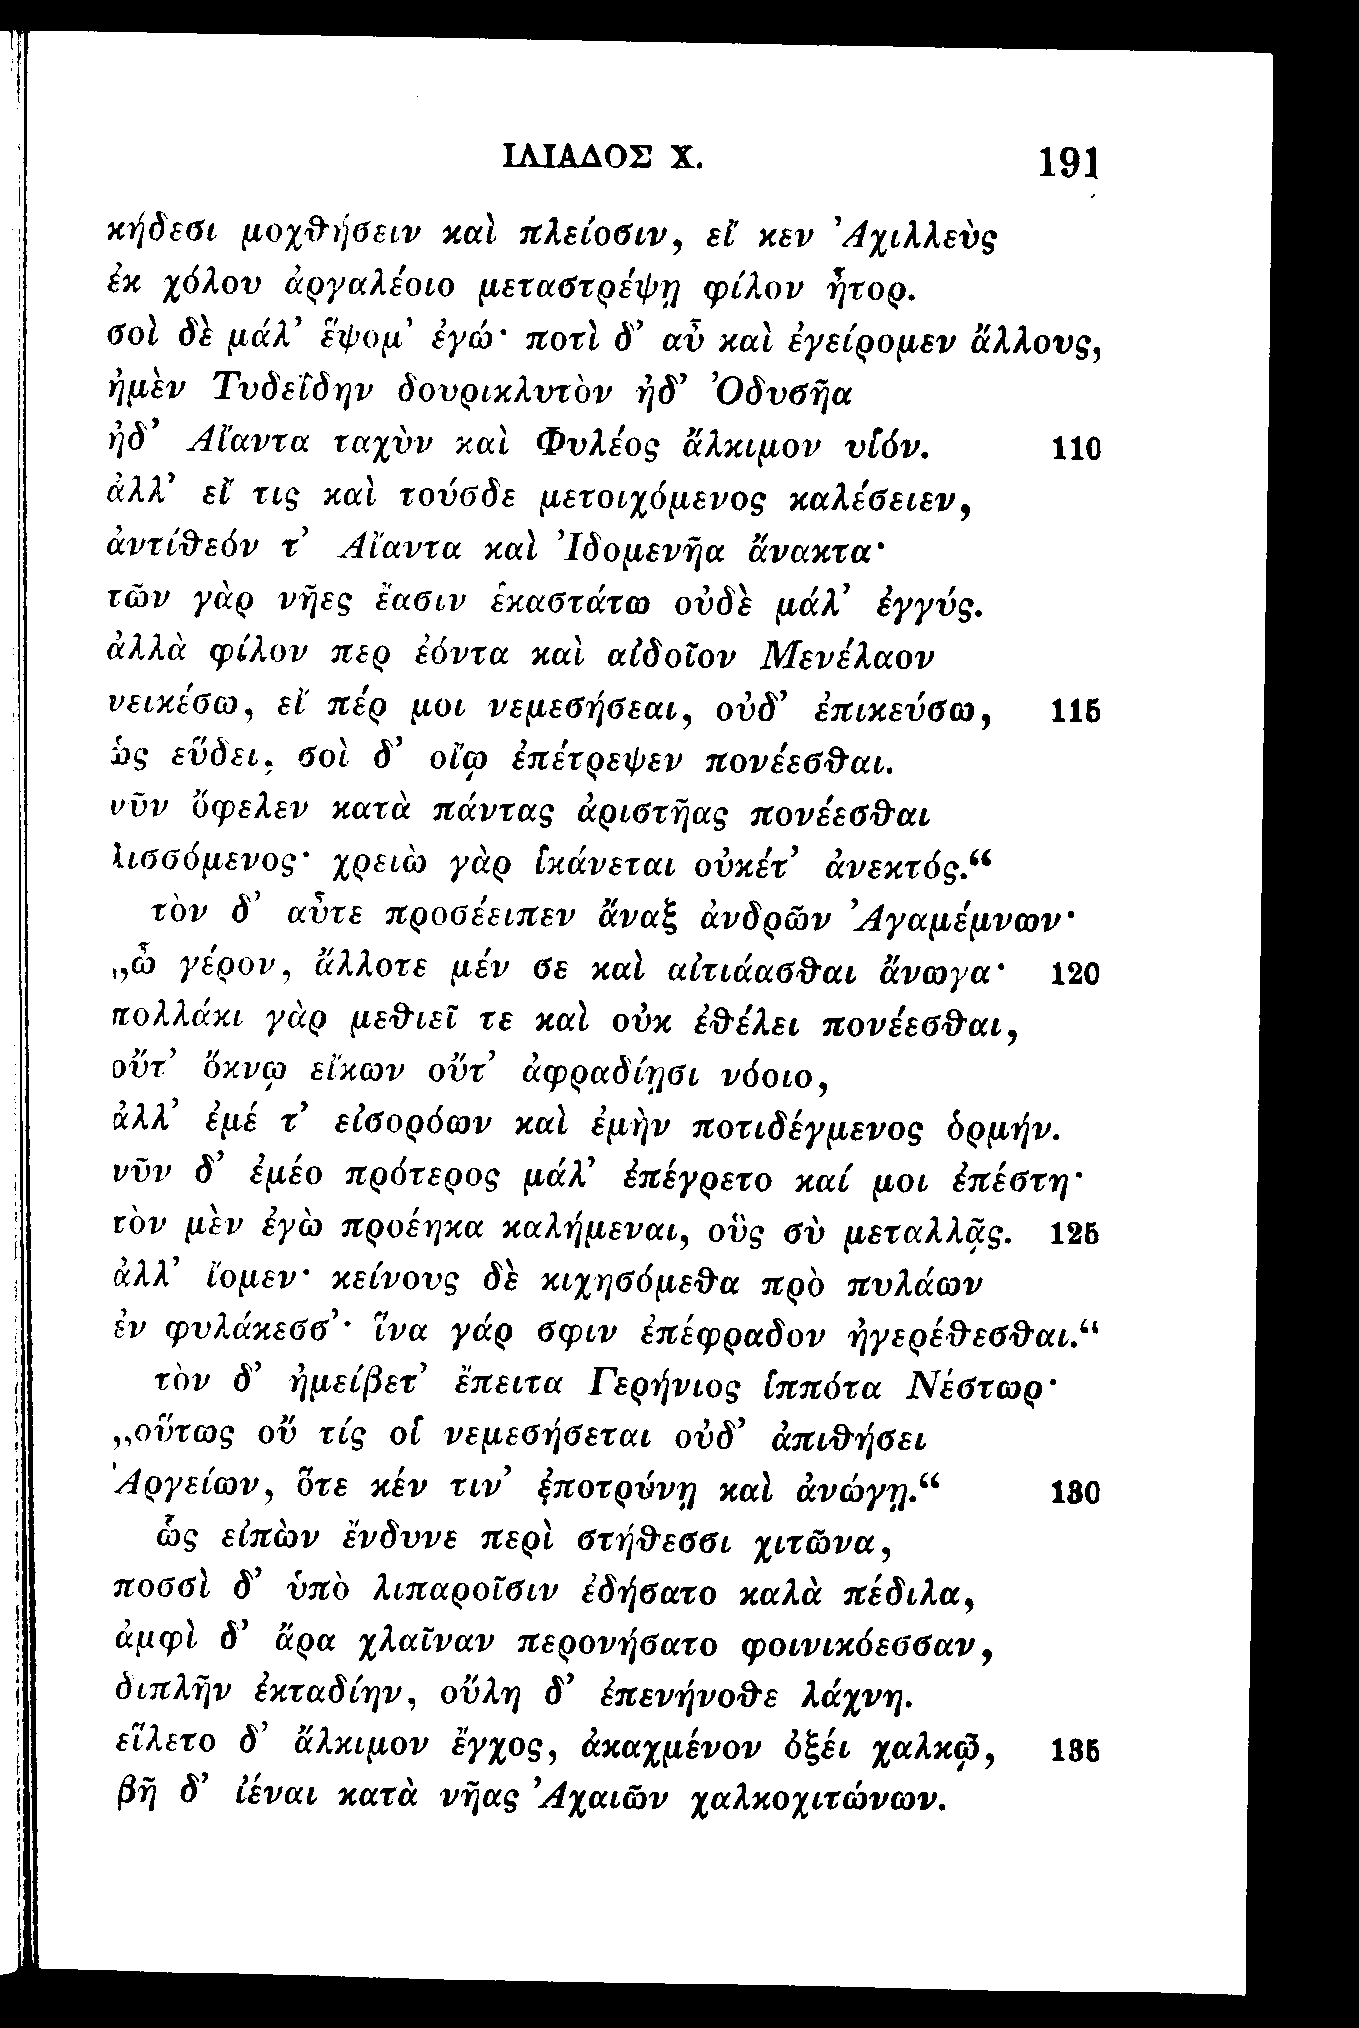 ΙΛΙΑΔΟΣ Χ. 191
κήδεσι μοχθήσειν καὶ πλείοσιν, εἴ κεν Ἀχιλλεὺς
ἐκ χόλου ἀργαλέοιο μεταστρέψῃ φίλον ἦτορ.
σοὶ δὲ μάλ’ ἕψομ’ ἐγώ· ποτὶ δ’ αὖ καὶ ἐγείρομεν ἄλλους,
ἠμὲν Τυδεΐδην δουρικλυτὸν ἠδ’ Ὀδυσῆα
ἠδ’ Αἴαντα ταχὺν καὶ Φυλέος ἄλκιμον υἱόν. 110
ἀλλ’ εἴ τις καὶ τούσδε μετοιχόμενος καλέσειεν,
ἀντίθεόν τ’ Αἴαντα καὶ Ἰδομενῆα ἄνακτα·
τῶν γὰρ νῆες ἔασιν ἑκαστάτω οὐδὲ μάλ’ ἐγγύς.
ἀλλὰ φίλον περ ἐόντα καὶ αἰδοῖον Μενέλαον
νεικέσω, εἴ πέρ μοι νεμεσήσεαι, οὐδ’ ἐπικεύσω, 115
ὡς εὕδει, σοὶ δ’ οἴῳ ἐπέτρεψεν πονέεσθαι.
νῦν ὄφελεν κατὰ πάντας ἀριστῆας πονέεσθαι
λισσόμενος· χρειὼ γὰρ ἱκάνεται οὐκέτ’ ἀνεκτός.“
τὸν δ’ αὖτε προσέειπεν ἄναξ ἀνδρῶν Ἀγαμέμνων·
„ὦ γέρον, ἄλλοτε μέν σε καὶ αἰτιάασθαι ἄνωγα· 120
πολλάκι γὰρ μεθιεῖ τε καὶ οὐκ ἐθέλει πονέεσθαι,
οὔτ’ ὄκνῳ εἴκων οὔτ’ ἀφραδίῃσι νόοιο,
ἀλλ’ ἐμέ τ’ εἰσορόων καὶ ἐμὴν ποτιδέγμενος ὁρμήν.
νῦν δ’ ἐμέο πρότερος μάλ’ ἐπέγρετο καί μοι ἐπέστη·
τὸν μὲν ἐγὼ προέηκα καλήμεναι, οὓς σὺ μεταλλᾷς. 125
ἀλλ’ ἴομεν· κείνους δὲ κιχησόμεθα πρὸ πυλάων
ἐν φυλάκεσσ’· ἵνα γάρ σφιν ἐπέφραδον ἠγερέθεσθαι.“
τὸν δ’ ἠμείβετ’ ἔπειτα Γερήνιος ἱππότα Νέστωρ·
„οὕτως οὔ τίς οἱ νεμεσήσεται οὐδ’ ἀπιθήσει
Ἀργείων, ὅτε κέν τιν’ ἐποτρύνῃ καὶ ἀνώγῃ.“ 130
ὣς εἰπὼν ἔνδυνε περὶ στήθεσσι χιτῶνα,
ποσσὶ δ’ ὑπὸ λιπαροῖσιν ἐδήσατο καλὰ πέδιλα,
ἀμφὶ δ’ ἄρα χλαῖναν περονήσατο φοινικόεσσαν,
διπλῆν ἐκταδίην, οὔλη δ’ ἐπενήνοθε λάχνη.
εἵλετο δ’ ἄλκιμον ἔγχος, ἀκαχμένον ὀξέι χαλκῷ, 135
βῆ δ’ ἰέναι κατὰ νῆας Ἀχαιῶν χαλκοχιτώνων.